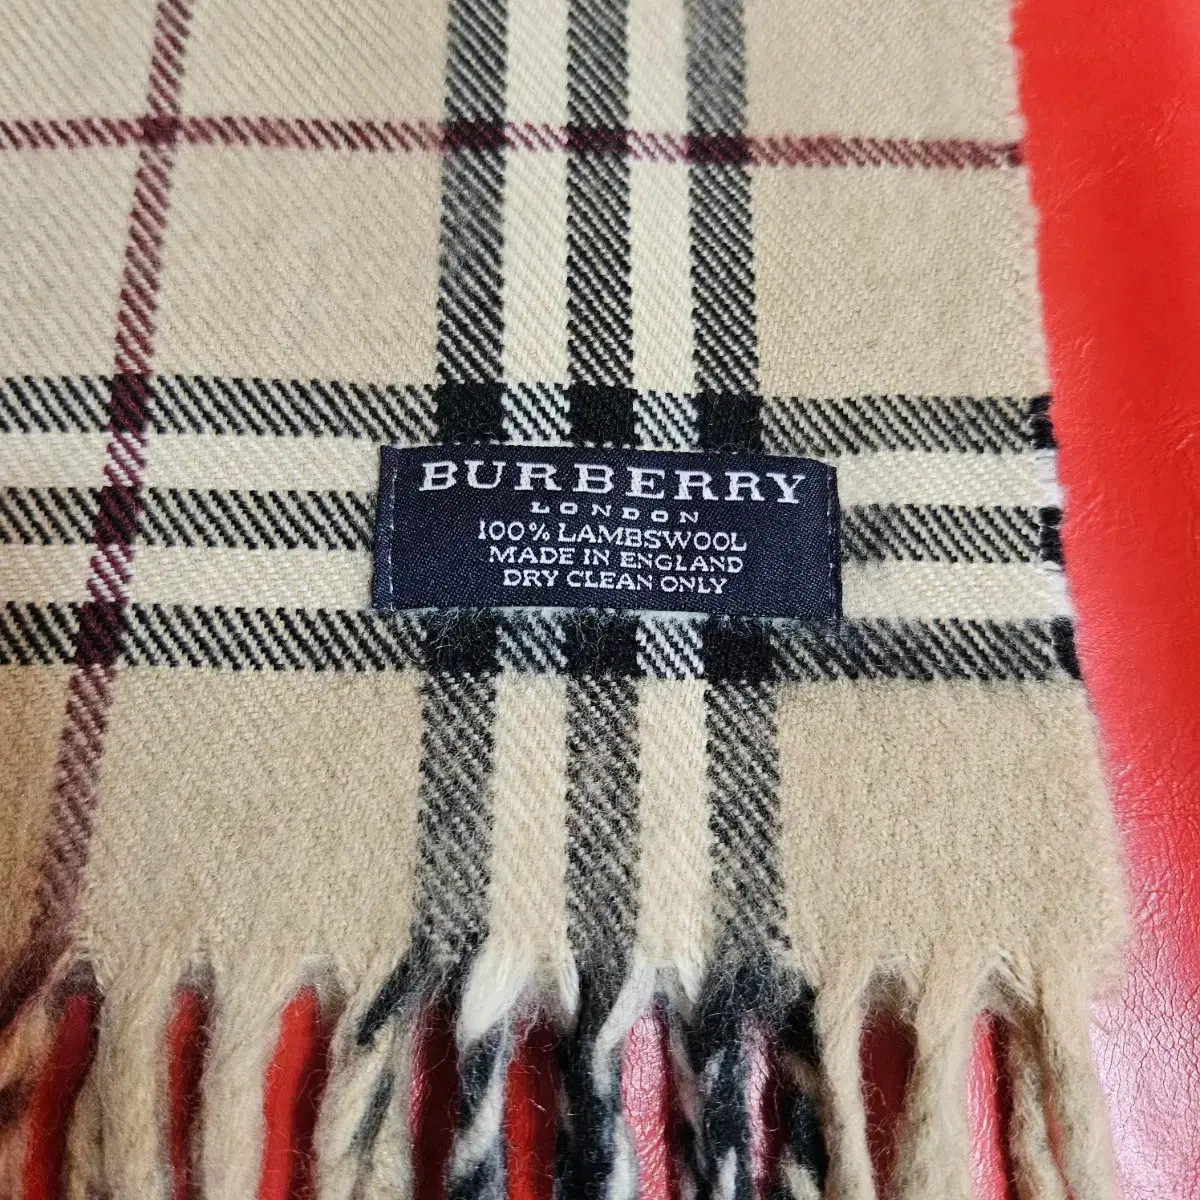 BURBERRY
LONDON
100% LAMBSWOOL
MADE IN ENGLAND
DRY CLEAN ONLY